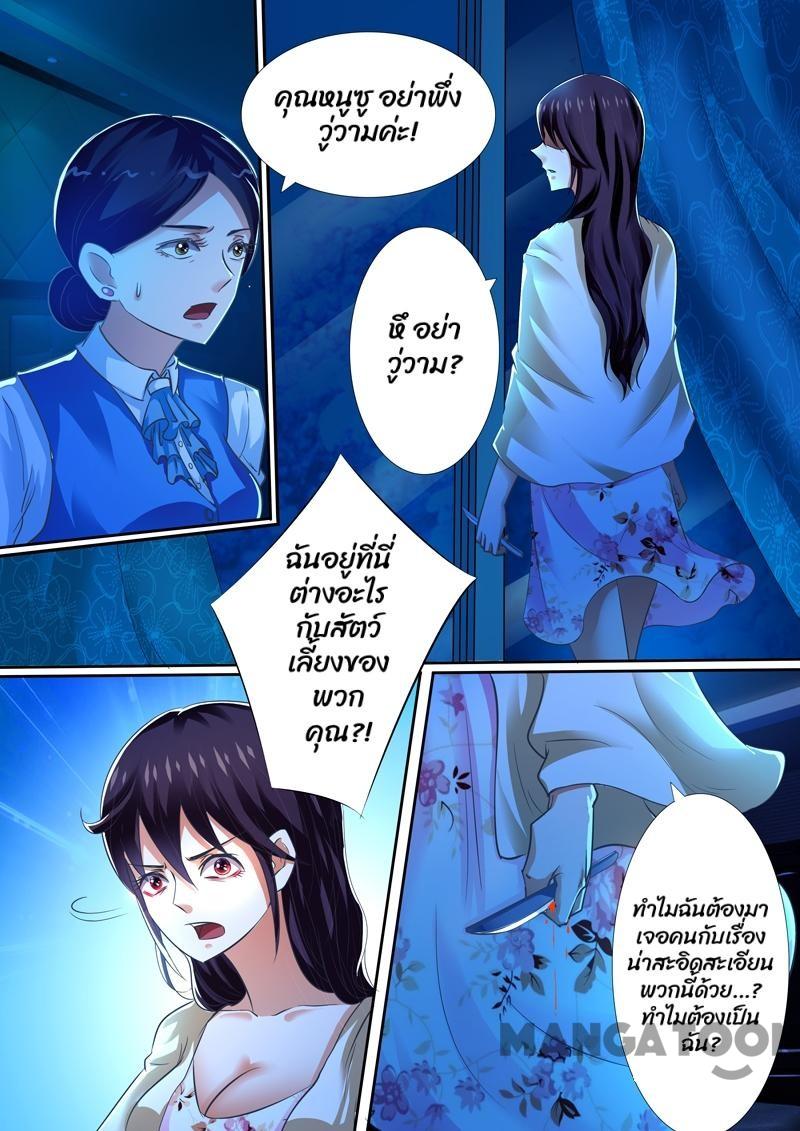 คุณหนูซู อย่าพึ่ง
วู่วามค่ะ!
หึ อย่า
วู่วาม?
ฉันอยู่ที่นี่
ต่างอะไร
กับสัตว์
เลี้ยงของ
พวก
คุณ?!
ทำไมฉันต้องมา
เจอคนกับเรื่อง
น่าสะอิดสะเอียน
พวกนี้ด้วย...?
ทำไมต้องเป็น
ฉัน?
MANGATOON